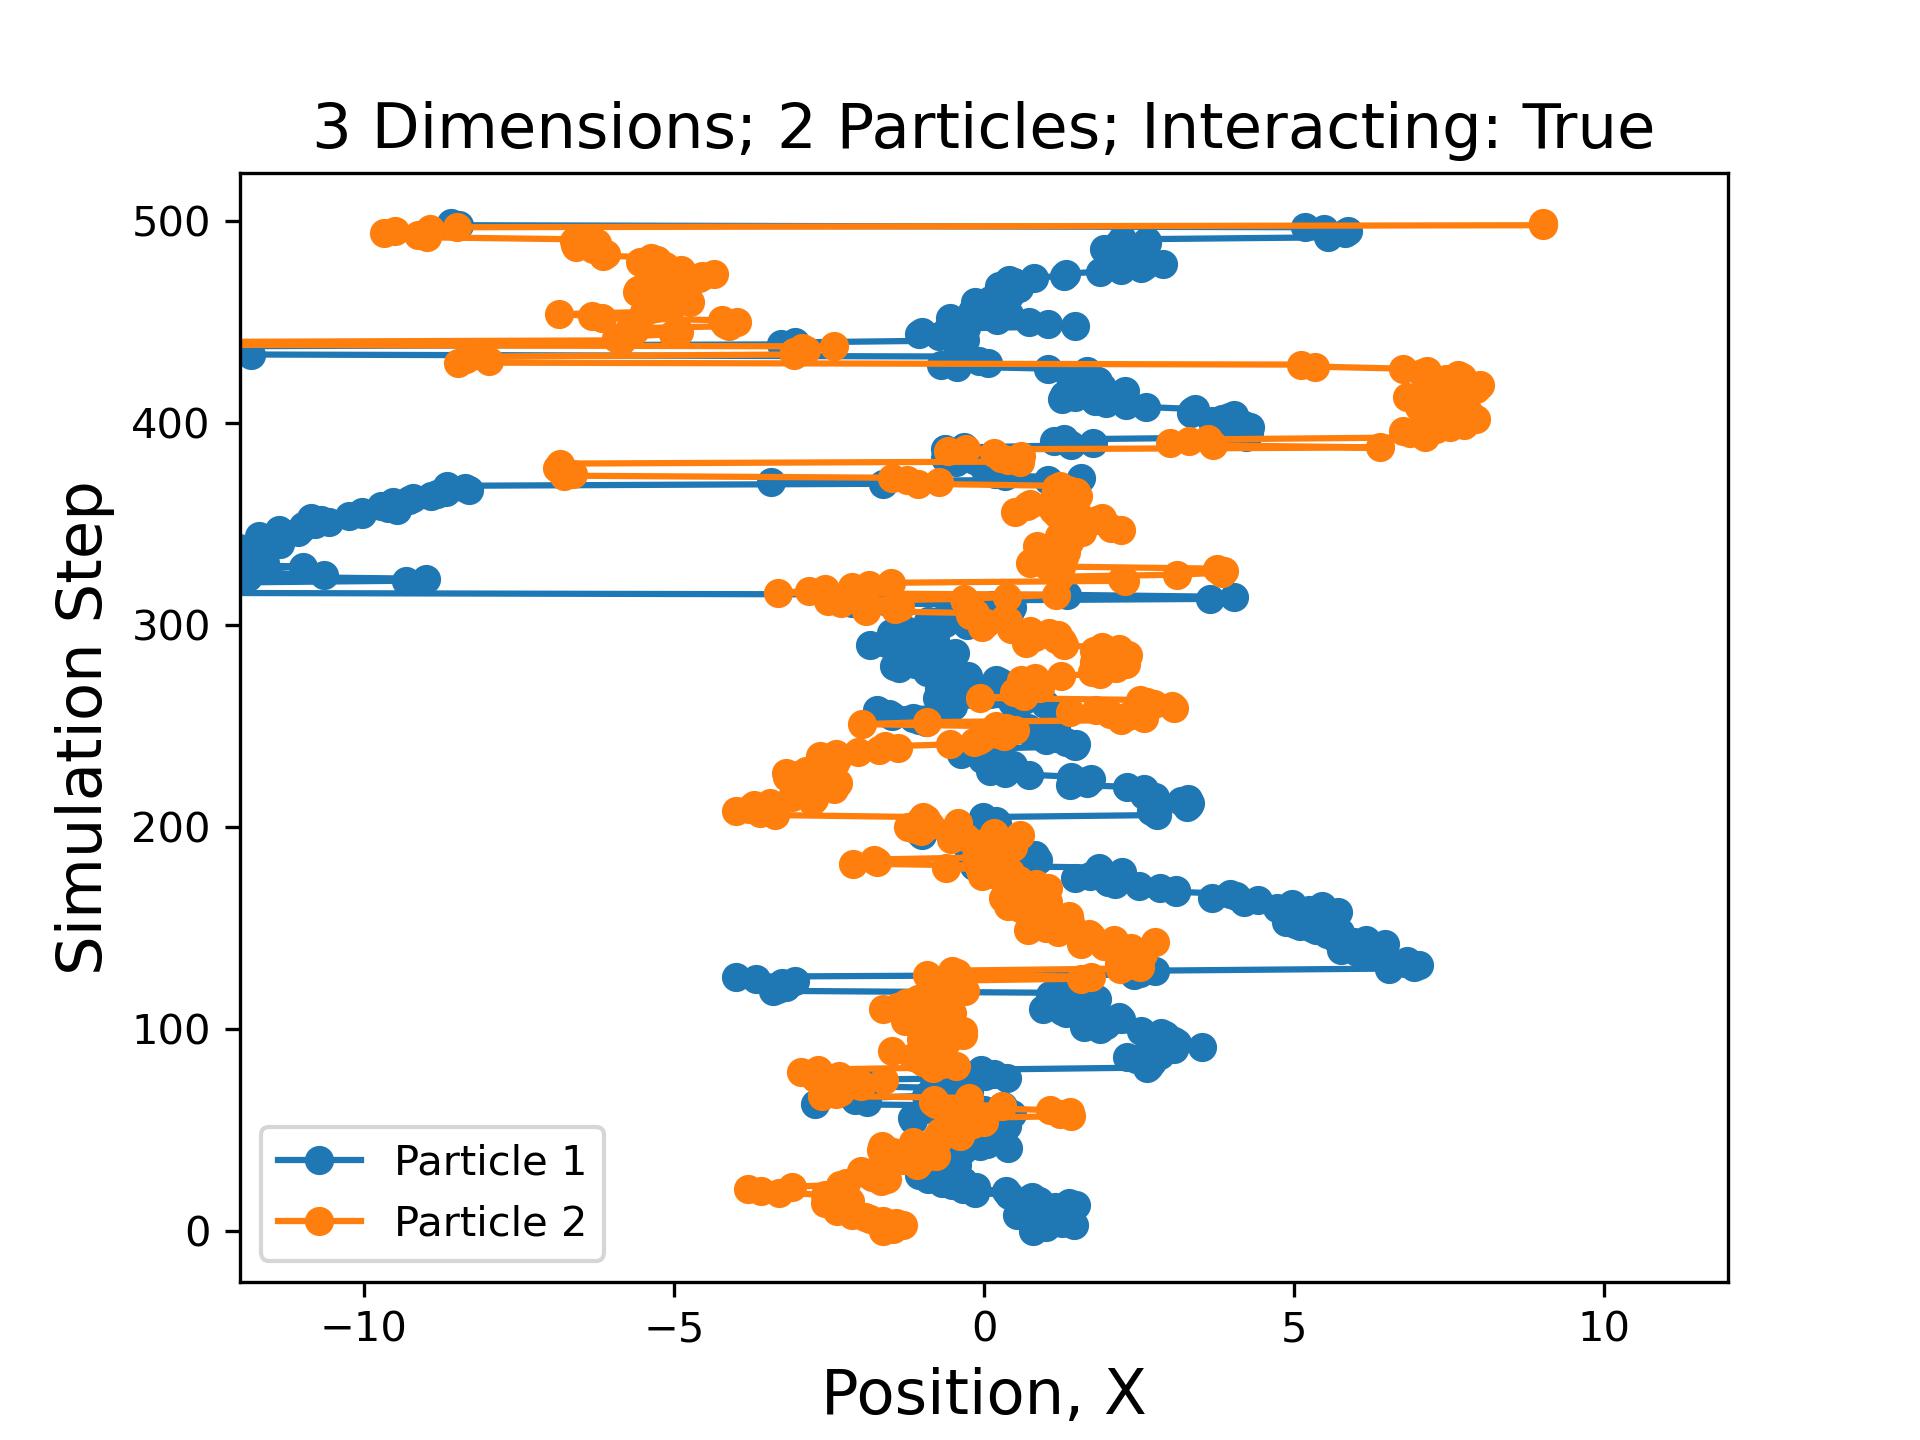 3 Dimensions; 2 Particles; Interacting: True
Simulation Step
500
400
300
200
100
0
Particle 1
Particle 2
−10
−5
0
5
10
Position, X